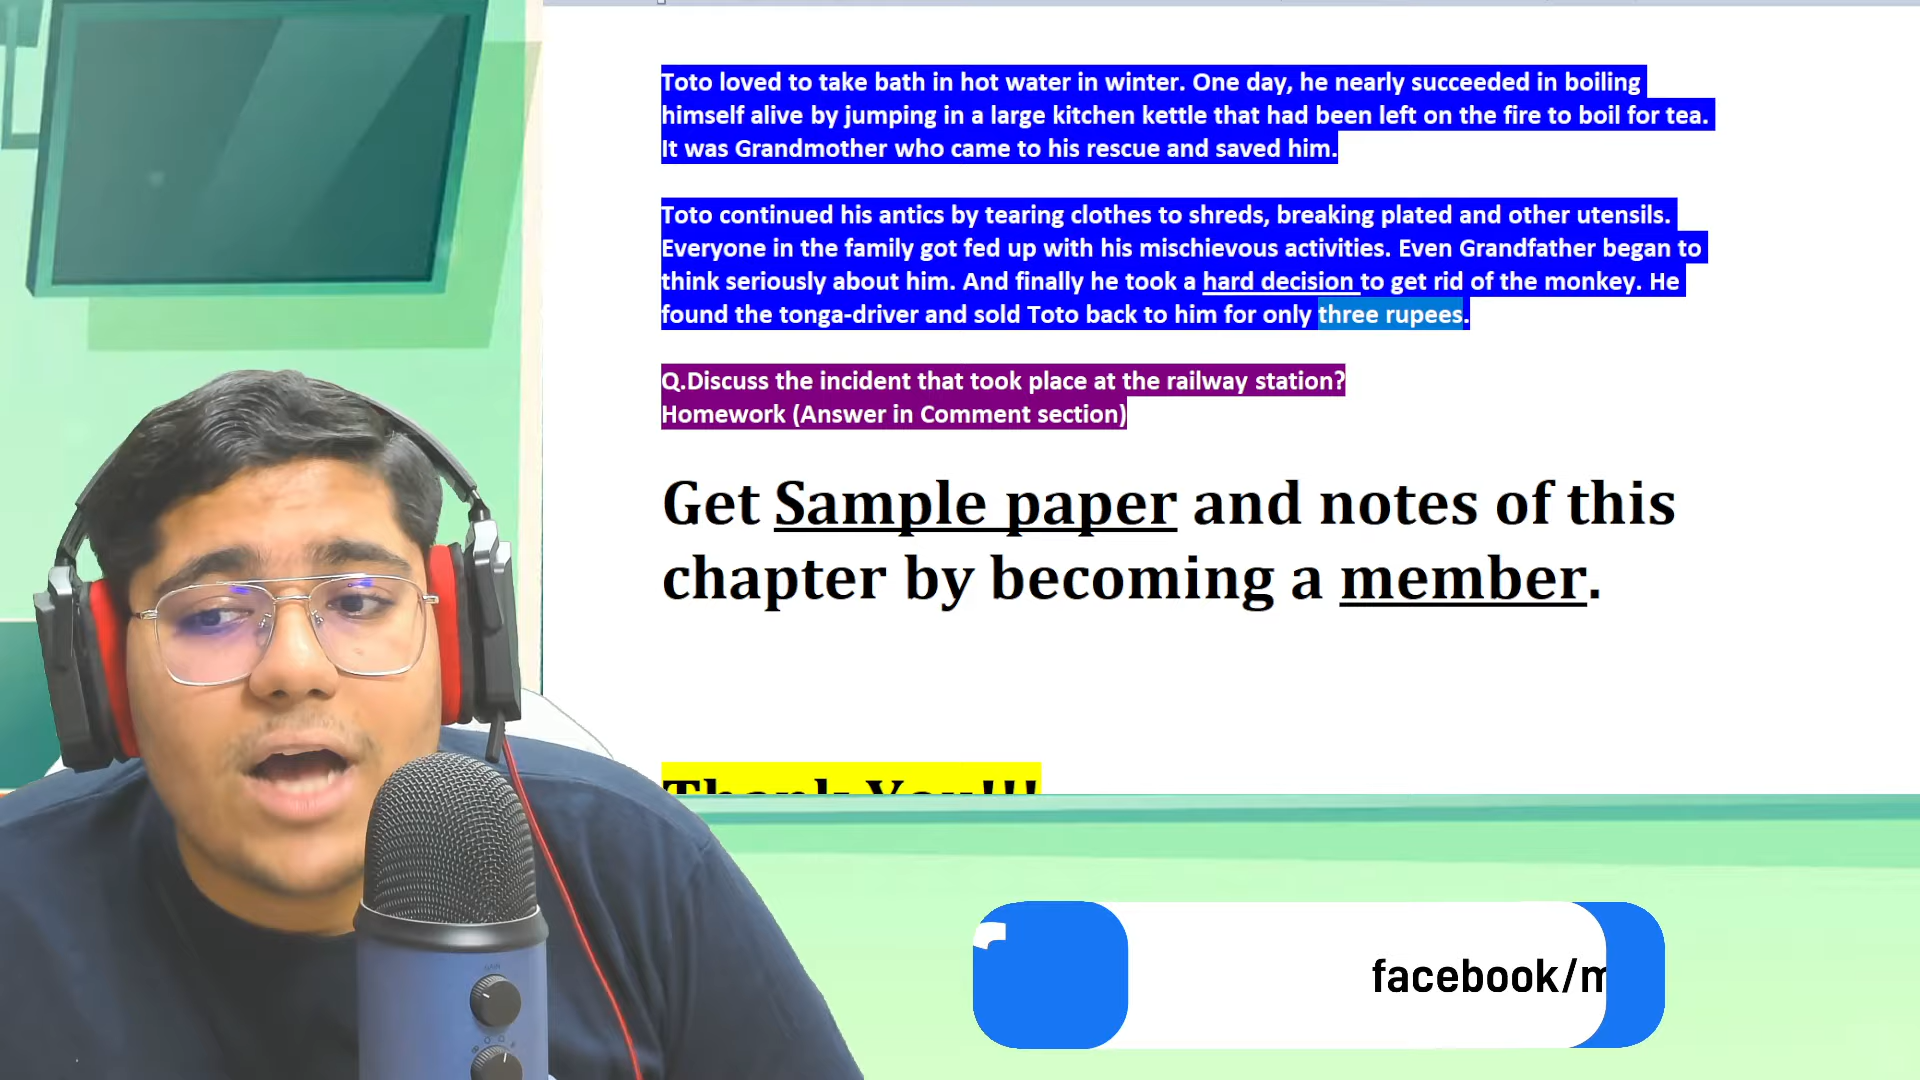 Toto loved to take bath in hot water in winter. One day, he nearly succeeded in boiling
himself alive by jumping in a large kitchen kettle that had been left on the fire to boil for tea.
It was Grandmother who came to his rescue and saved him.
Toto continued his antics by tearing clothes to shreds, breaking plated and other utensils.
Everyone in the family got fed up with his mischievous activities. Even Grandfather began to
think seriously about him. And finally he took a hard decision to get rid of the monkey. He
found the tonga-driver and sold Toto back to him for only three rupees.
Q.Discuss the incident that took place at the railway station?
Homework (Answer in Comment section)
Get Sample paper and notes of this
chapter by becoming a member.
Thank You!!!
facebook/m